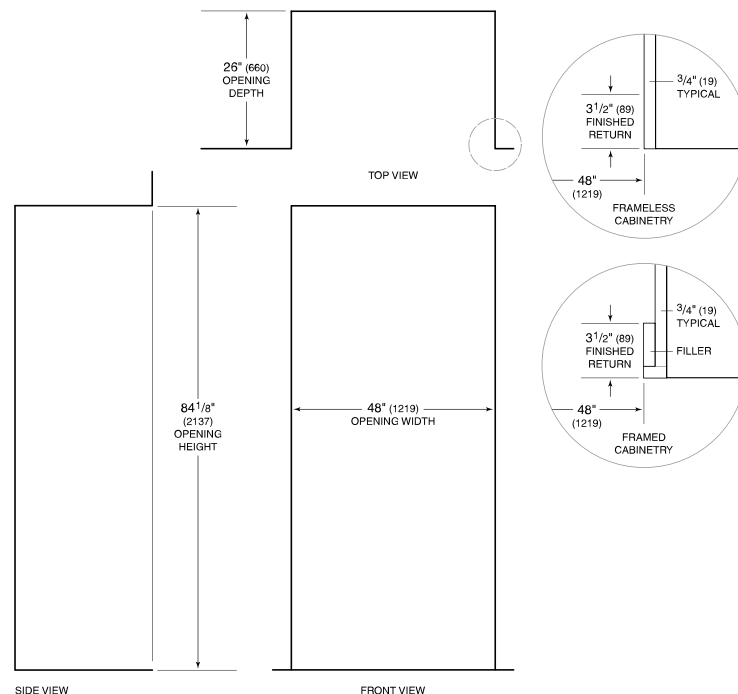 26" (660)
OPENING
DEPTH
TOP VIEW
3/4" (19)
TYPICAL
3 1/2" (89)
FINISHED
RETURN
48"
(1219)
FRAMELESS
CABINETRY
3/4" (19)
TYPICAL
3 1/2" (89)
FINISHED
RETURN
FILLER
48"
(1219)
FRAMED
CABINETRY
84 1/8"
(2137)
OPENING
HEIGHT
48" (1219)
OPENING WIDTH
SIDE VIEW
FRONT VIEW